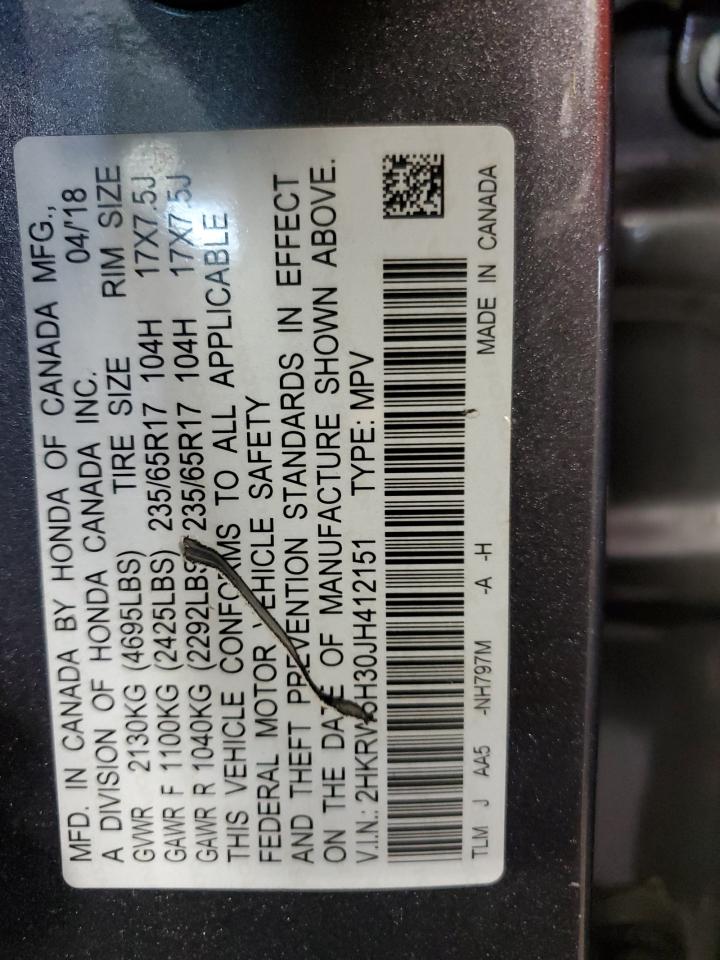 MFD. IN CANADA BY HONDA OF CANADA MFG.,
A DIVISION OF HONDA CANADA INC. 04/'18
GVWR 2130KG (4695LBS) TIRE SIZE RIM SIZE
GAWR F 1100KG (2425LBS) 235/65R17 104H 17X7.5J
GAWR R 1040KG (2292LBS) 235/65R17 104H 17X7.5J
THIS VEHICLE CONFORMS TO ALL APPLICABLE
FEDERAL MOTOR VEHICLE SAFETY
AND THEFT PREVENTION STANDARDS IN EFFECT
ON THE DATE OF MANUFACTURE SHOWN ABOVE.
V.I.N.: 2HKRW5H30JH412151 TYPE: MPV
TLM J AA5 -NH797M -A -H MADE IN CANADA